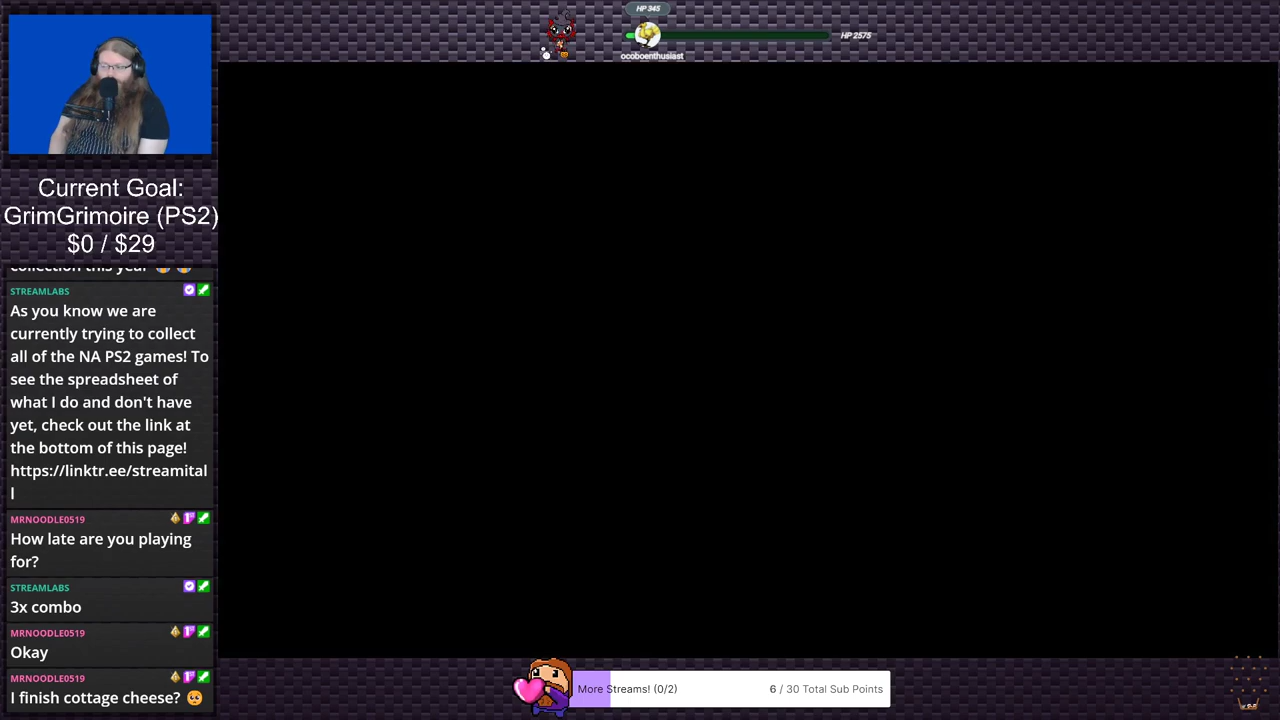 HP 345
HP 2575
ocoboenthusiast
Current Goal:
GrimGrimoire (PS2)
$0 / $29
collection this year
STREAMLABS
As you know we are
currently trying to collect
all of the NA PS2 games! To
see the spreadsheet of
what I do and don't have
yet, check out the link at
the bottom of this page!
https://linktr.ee/streamital
l
MRNOODLE0519
How late are you playing
for?
STREAMLABS
3x combo
MRNOODLE0519
Okay
MRNOODLE0519
I finish cottage cheese? 🥺
More Streams! (0/2)
6 / 30 Total Sub Points